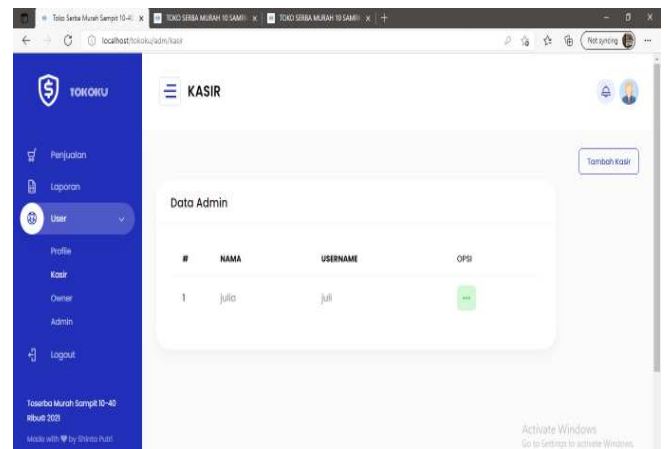 Toko Serba Murah Sampit 10-4
TOKO SERBA MURAH 10 SAMPI
TOKO SERBA MURAH 10 SAMPI
localhost/tokoku/adm/kasir
Not syncing
TOKOKU
KASIR
Penjualan
Tambah Kasir
Laporan
User
Data Admin
Profile
# NAMA USERNAME OPSI
Kasir
1 julia juli
Owner
Admin
Logout
Toserba Murah Sampit 10-40
Ribu© 2021
Made with by Shinta Putri
Activate Windows
Go to Settings to activate Windows.